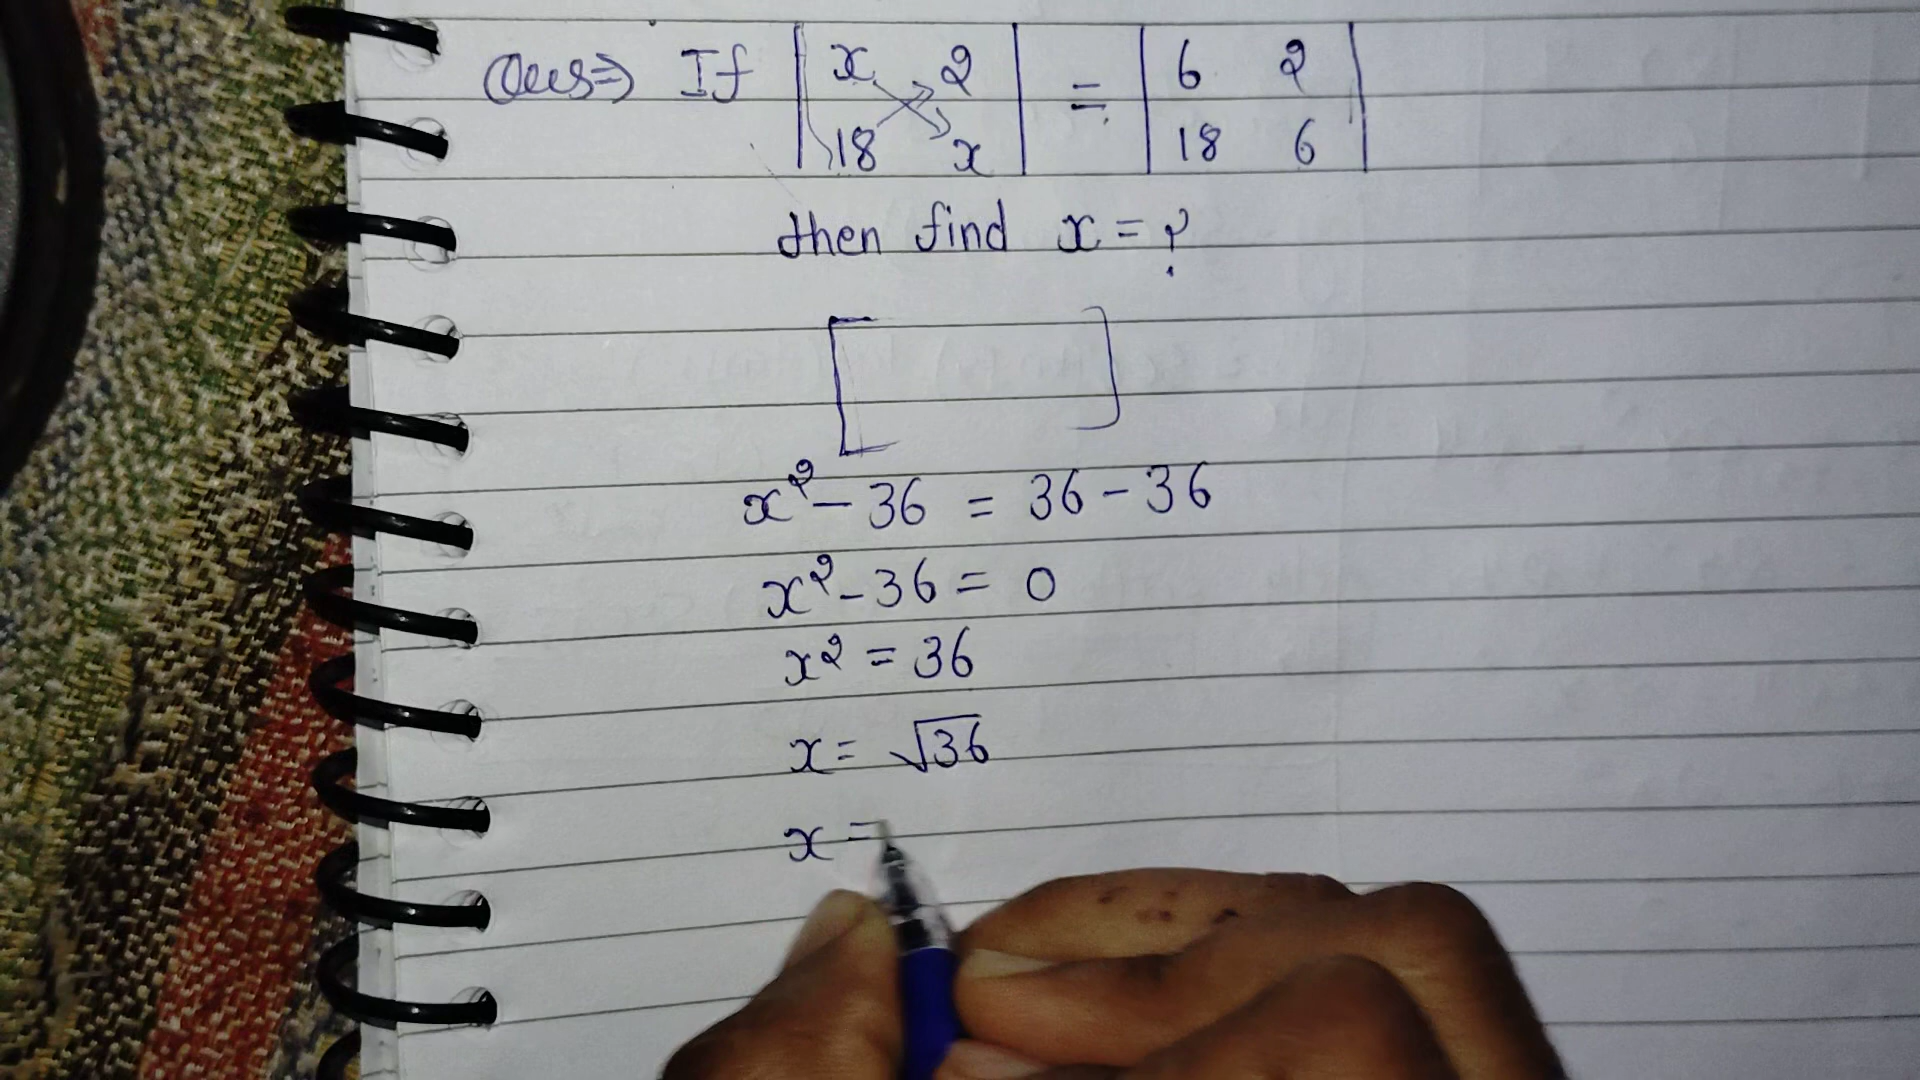 Ques⇒ If | x 2 | = | 6 2 |
| 18 x | | 18 6 |
then find x = ?
[ ]
x² - 36 = 36 - 36
x² - 36 = 0
x² = 36
x = √36
x =